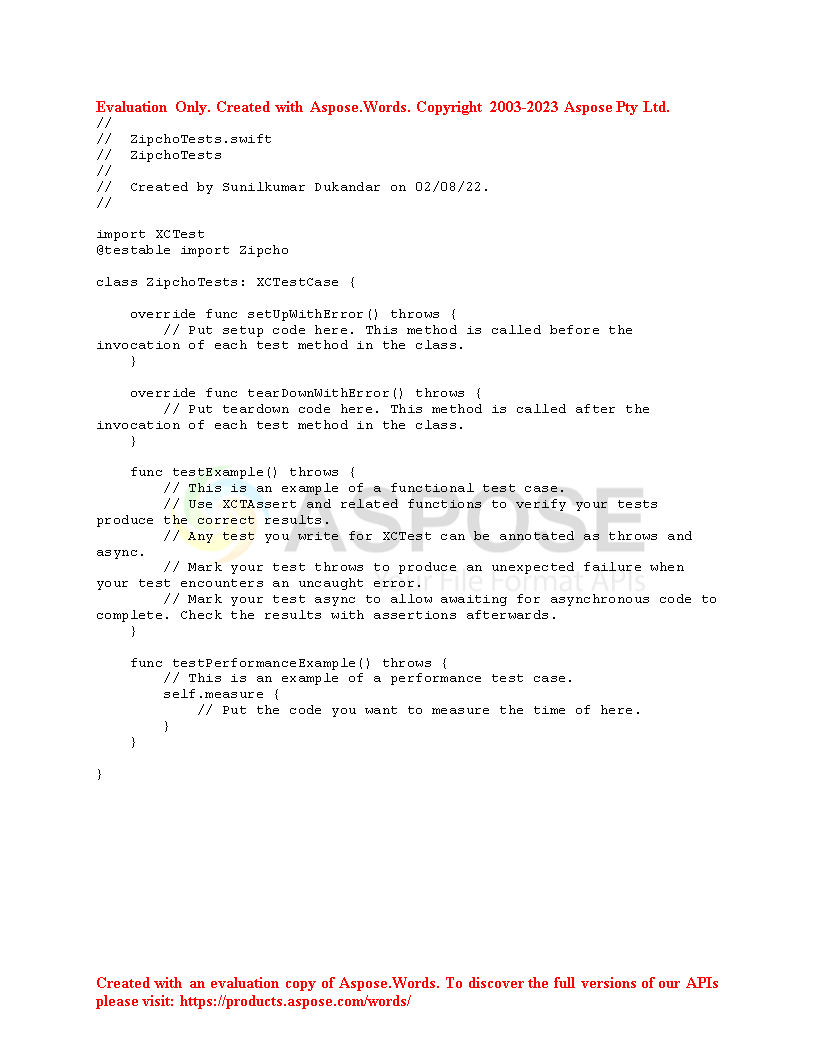 Evaluation Only. Created with Aspose.Words. Copyright 2003-2023 Aspose Pty Ltd.
//
//  ZipchoTests.swift
//  ZipchoTests
//
//  Created by Sunilkumar Dukandar on 02/08/22.
//
import XCTest
@testable import Zipcho
class ZipchoTests: XCTestCase {
    override func setUpWithError() throws {
        // Put setup code here. This method is called before the
invocation of each test method in the class.
    }
    override func tearDownWithError() throws {
        // Put teardown code here. This method is called after the
invocation of each test method in the class.
    }
    func testExample() throws {
        // This is an example of a functional test case.
        // Use XCTAssert and related functions to verify your tests
produce the correct results.
        // Any test you write for XCTest can be annotated as throws and
async.
        // Mark your test throws to produce an unexpected failure when
your test encounters an uncaught error.
        // Mark your test async to allow awaiting for asynchronous code to
complete. Check the results with assertions afterwards.
    }
    func testPerformanceExample() throws {
        // This is an example of a performance test case.
        self.measure {
            // Put the code you want to measure the time of here.
        }
    }
}
ASPOSE
File Format APIs
Created with an evaluation copy of Aspose.Words. To discover the full versions of our APIs
please visit: https://products.aspose.com/words/